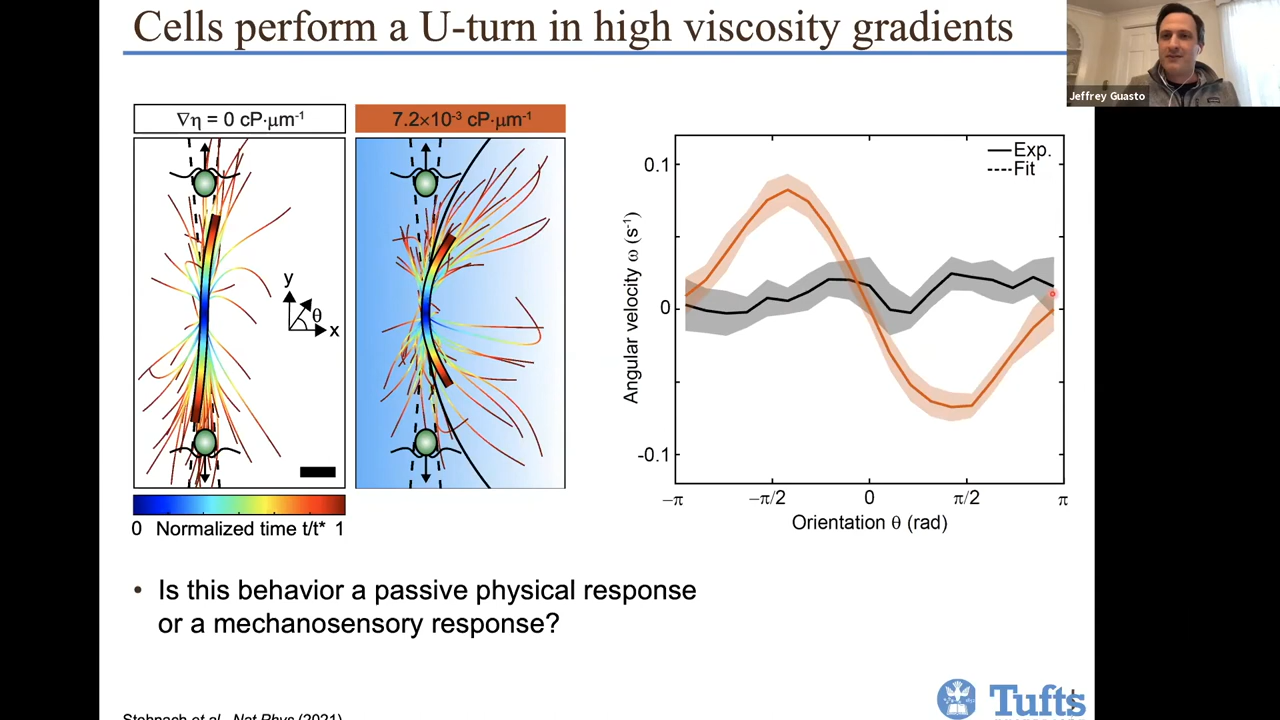 Cells perform a U-turn in high viscosity gradients
Jeffrey Guasto
∇η = 0 cP·μm⁻¹
7.2×10⁻³ cP·μm⁻¹
y
θ
x
0 Normalized time t/t* 1
Exp.
Fit
0.1
0
-0.1
Angular velocity ω (s⁻¹)
−π
−π/2
0
π/2
π
Orientation θ (rad)
• Is this behavior a passive physical response
or a mechanosensory response?
Tufts
et al., Nat Phys (2021)